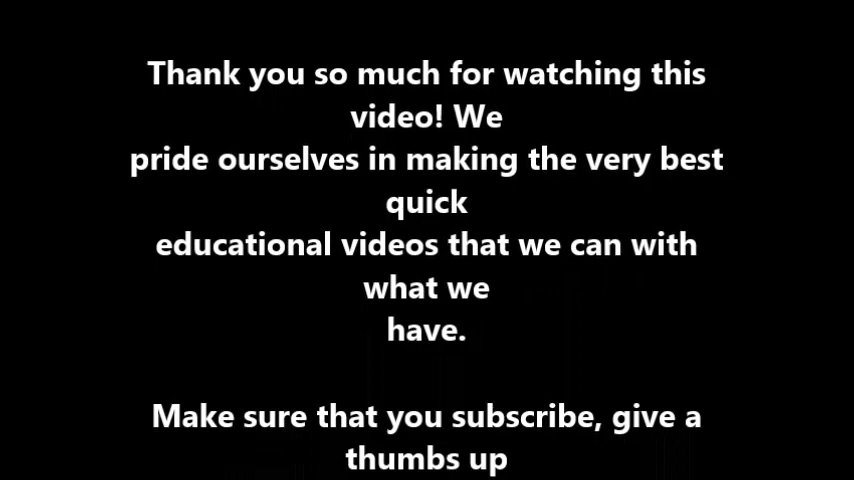 Thank you so much for watching this
video! We
pride ourselves in making the very best
quick
educational videos that we can with
what we
have.
Make sure that you subscribe, give a
thumbs up